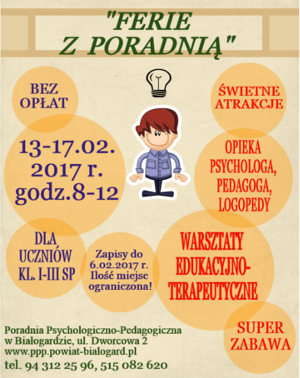 "FERIE
Z PORADNIĄ"
BEZ
OPŁAT
ŚWIETNE
ATRAKCJE
13-17.02.
2017 r.
godz.8-12
OPIEKA
PSYCHOLOGA,
PEDAGOGA,
LOGOPEDY
DLA
UCZNIÓW
KL. I-III SP
Zapisy do
6.02.2017 r.
Ilość miejsc
ograniczona!
WARSZTATY
EDUKACYJNO-
TERAPEUTYCZNE
SUPER
ZABAWA
Poradnia Psychologiczno-Pedagogiczna
w Białogardzie, ul. Dworcowa 2
www.ppp.powiat-bialogard.pl
tel. 94 312 25 96, 515 082 620